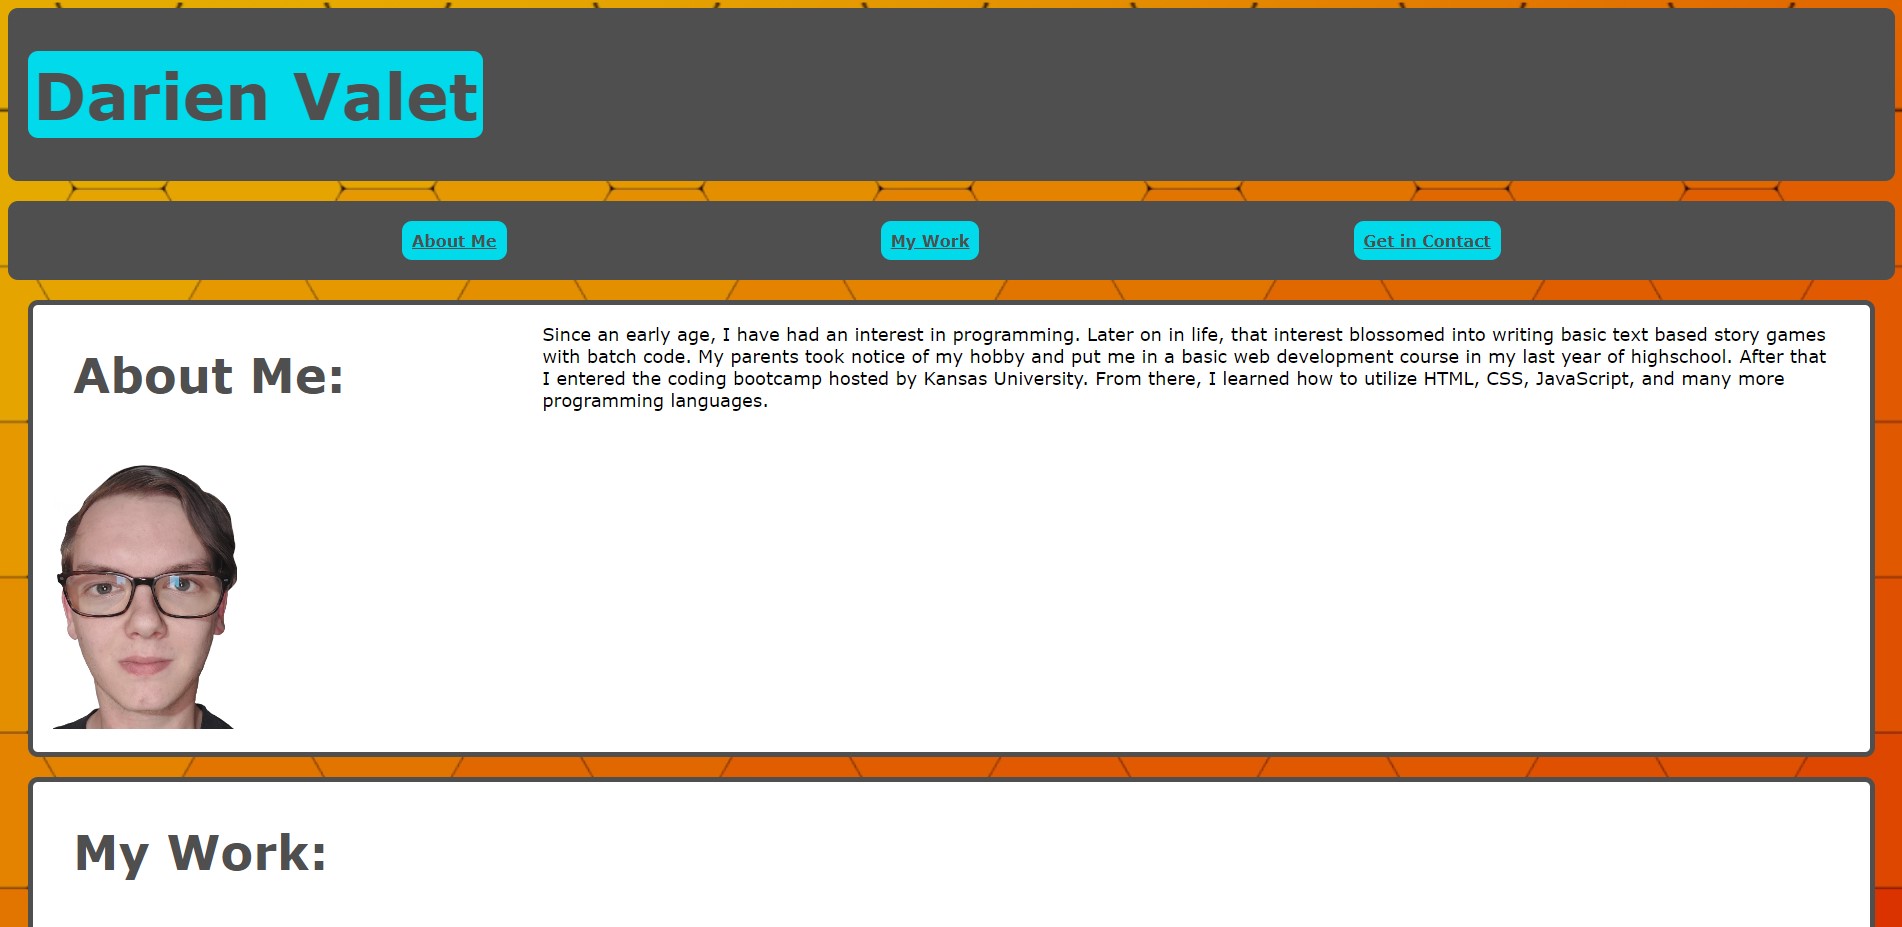 Darien Valet
About Me
My Work
Get in Contact
About Me:
Since an early age, I have had an interest in programming. Later on in life, that interest blossomed into writing basic text based story games
with batch code. My parents took notice of my hobby and put me in a basic web development course in my last year of highschool. After that
I entered the coding bootcamp hosted by Kansas University. From there, I learned how to utilize HTML, CSS, JavaScript, and many more
programming languages.
My Work: